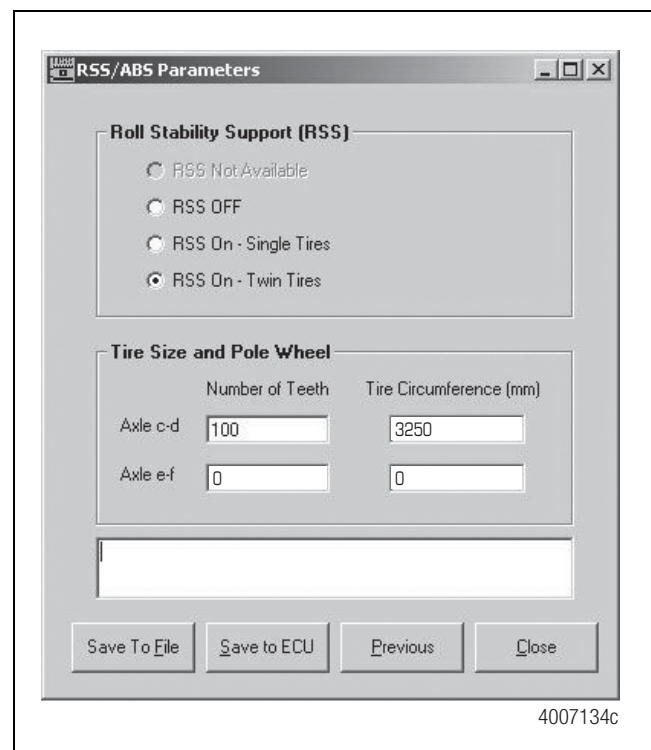 RSS/ABS Parameters
Roll Stability Support (RSS)
RSS Not Available
RSS OFF
RSS On - Single Tires
RSS On - Twin Tires
Tire Size and Pole Wheel
Number of Teeth Tire Circumference (mm)
Axle c-d 100 3250
Axle e-f 0 0
Save To File Save to ECU Previous Close
4007134c